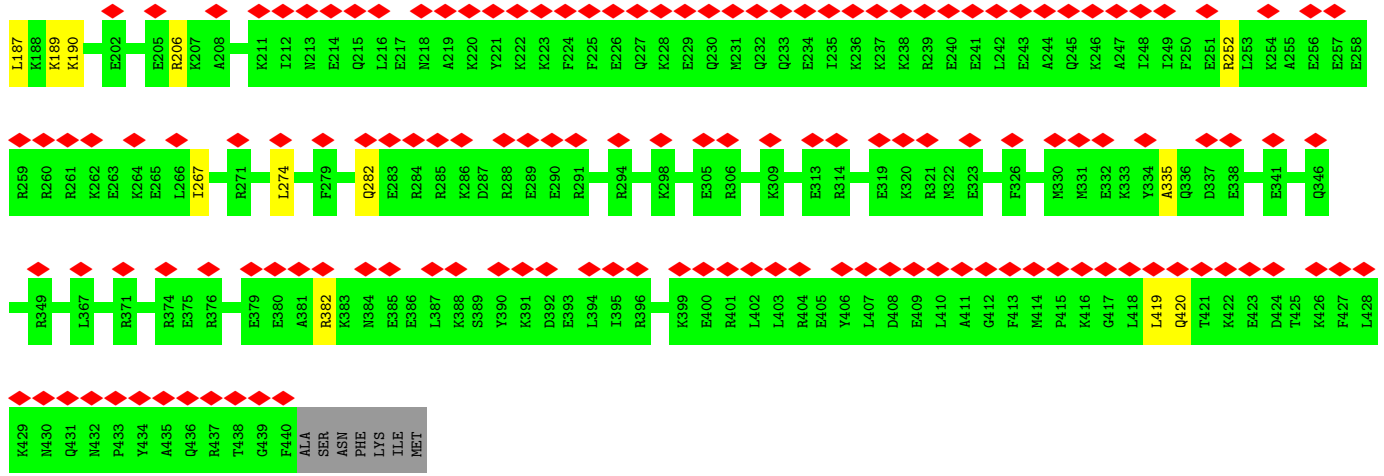 L187 K188 K189 K190 E202 E205 R206 K207 A208 K211 I212 N213 E214 Q215 L216 E217 N218 A219 K220 Y221 K222 K223 F224 F225 E226 Q227 K228 E229 Q230 M231 Q232 Q233 E234 I235 K236 K237 K238 R239 E240 E241 L242 E243 A244 Q245 K246 A247 I248 I249 F250 E251 R252 L253 K254 A255 E256 E257 E258
R259 R260 R261 K262 E263 K264 E265 L266 I267 R271 L274 F279 Q282 E283 R284 R285 K286 D287 R288 E289 E290 R291 R294 K298 E305 R306 K309 E313 R314 E319 K320 R321 M322 E323 F326 M330 M331 E332 K333 Y334 A335 Q336 D337 E338 E341 Q346
R349 L367 R371 R374 E375 R376 E379 E380 A381 R382 K383 N384 E385 E386 L387 K388 S389 Y390 K391 D392 E393 L394 I395 R396 K399 E400 R401 L402 L403 R404 E405 Y406 L407 D408 E409 L410 A411 G412 F413 M414 P415 K416 G417 L418 L419 Q420 T421 K422 E423 D424 T425 K426 F427 L428
K429 N430 Q431 N432 P433 Y434 A435 Q436 R437 T438 G439 F440 ALA SER ASN PHE LYS ILE MET